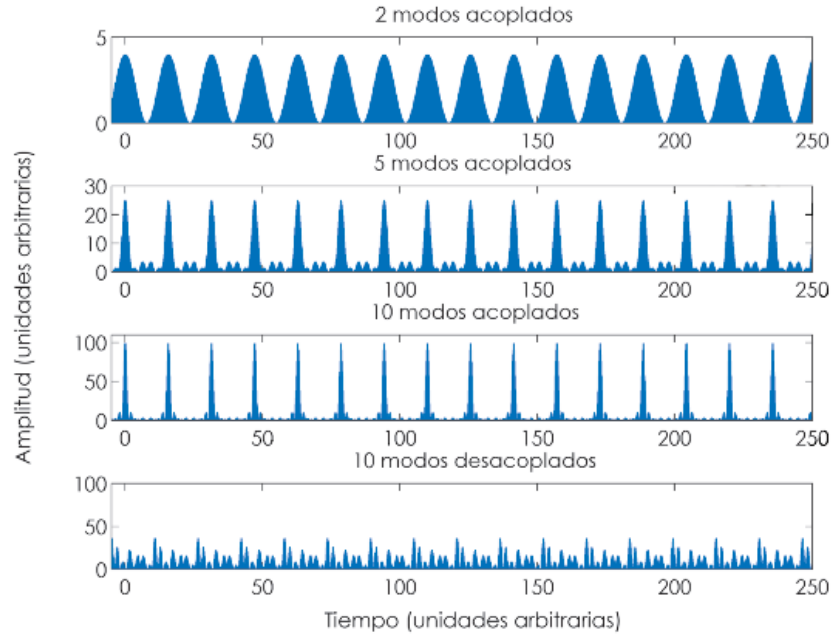 2 modos acoplados
5
0
0 50 100 150 200 250
5 modos acoplados
30
20
10
0
0 50 100 150 200 250
10 modos acoplados
100
50
0
0 50 100 150 200 250
10 modos desacoplados
100
50
0
0 50 100 150 200 250
Tiempo (unidades arbitrarias)
Amplitud (unidades arbitrarias)